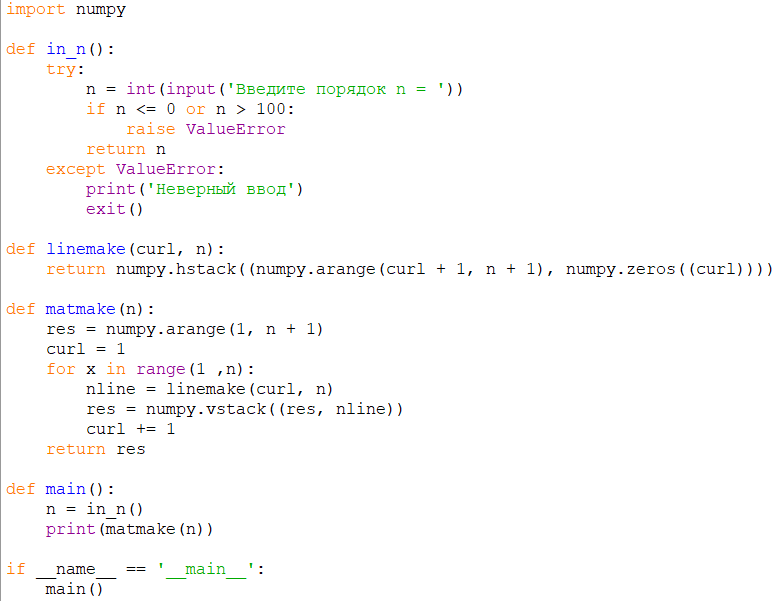 import numpy

def in_n():
    try:
        n = int(input('Введите порядок n = '))
        if n <= 0 or n > 100:
            raise ValueError
        return n
    except ValueError:
        print('Неверный ввод')
        exit()

def linemake(curl, n):
    return numpy.hstack((numpy.arange(curl + 1, n + 1), numpy.zeros((curl))))

def matmake(n):
    res = numpy.arange(1, n + 1)
    curl = 1
    for x in range(1 ,n):
        nline = linemake(curl, n)
        res = numpy.vstack((res, nline))
        curl += 1
    return res

def main():
    n = in_n()
    print(matmake(n))

if __name__ == '__main__':
    main()